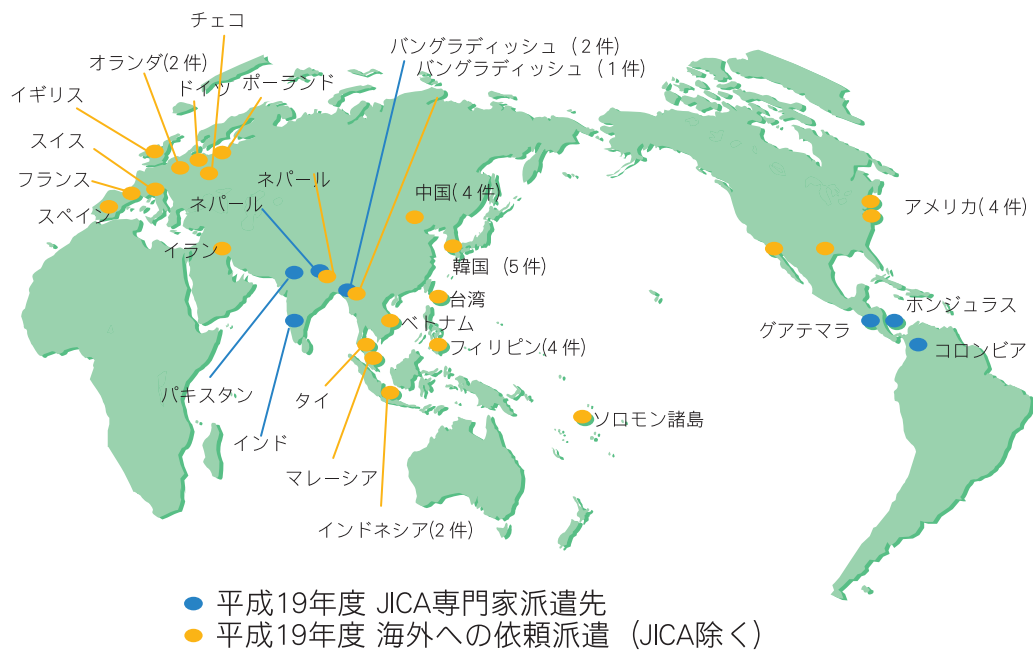 チェコ
オランダ(2件)
ドイツ
ポーランド
イギリス
スイス
フランス
スペイン
バングラディッシュ (2件)
バングラディッシュ (1件)
ネパール
ネパール
イラン
中国(4件)
韓国 (5件)
台湾
ベトナム
フィリピン(4件)
パキスタン
インド
タイ
マレーシア
インドネシア(2件)
ソロモン諸島
アメリカ(4件)
ホンジュラス
グアテマラ
コロンビア
平成19年度 JICA専門家派遣先
平成19年度 海外への依頼派遣 (JICA除く)